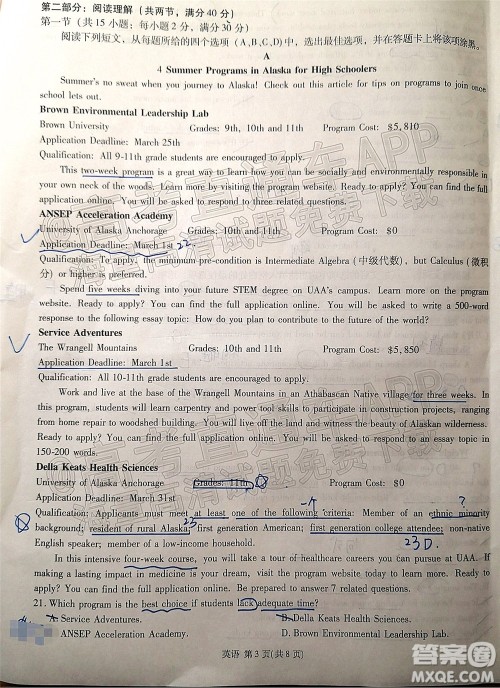 第二部分：阅读理解（共两节，满分40分）
第一节（共15小题；每小题2分，满分30分）
阅读下列短文，从每题所给的四个选项（A,B,C,D）中，选出最佳选项，并在答题卡上将该项涂黑。
A
4 Summer Programs in Alaska for High Schoolers
Summer's no sweat when you journey to Alaska! Check out this article for tips on programs to join once
school lets out.
Brown Environmental Leadership Lab
Brown University Grades: 9th, 10th and 11th Program Cost: $5,810
Application Deadline: March 25th
Qualification: All 9-11th grade students are encouraged to apply.
This two-week program is a great way to learn how you can be socially and environmentally responsible in
your own neck of the woods. Learn more by visiting the program website. Ready to apply? You can find the full
application online. You will be asked to respond to three related questions.
ANSEP Acceleration Academy
University of Alaska Anchorage Grades: 10th and 11th Program Cost: $0
Application Deadline: March 1st 22
Qualification: To apply, the minimum pre-condition is Intermediate Algebra (中级代数), but Calculus (微积
分) or higher is preferred.
Spend five weeks diving into your future STEM degree on UAA's campus. Learn more on the program
website. Ready to apply? You can find the full application online. You will be asked to write a 500-word
response to the following essay topic: How do you plan to contribute to the future of the world?
Service Adventures
The Wrangell Mountains Grades: 10th and 11th Program Cost: $5,850
Application Deadline: March 1st
Qualification: All 10-11th grade students are encouraged to apply.
Work and live at the base of the Wrangell Mountains in an Athabascan Native village for three weeks. In
this program, students will learn carpentry and power tool skills to participate in construction projects, ranging
from home repair to woodshed building. You will also get out and witness the beauty of Alaskan wilderness.
Ready to apply? You can find the full application online. You will be asked to respond to an essay topic in
150-200 words.
Della Keats Health Sciences
University of Alaska Anchorage Grades: 11th Program Cost: $0
Application Deadline: March 31st
Qualification: Applicants must meet at least one of the following criteria: Member of an ethnic minority
background; resident of rural Alaska; first generation American; first generation college attendee; non-native
English speaker; member of a low-income household. 23 D.
In this intensive four-week course, you will take a tour of healthcare careers you can pursue at UAA. If
making a lasting impact in medicine is your dream, visit the program website today to learn more. Ready to
apply? You can find the full application online. Be prepared to answer 7 related questions.
21. Which program is the best choice if students lack adequate time?
A. Service Adventures. B. Della Keats Health Sciences.
ANSEP Acceleration Academy. D. Brown Environmental Leadership Lab.
英语 第3页(共8页)
答案圈
MXQE.COM